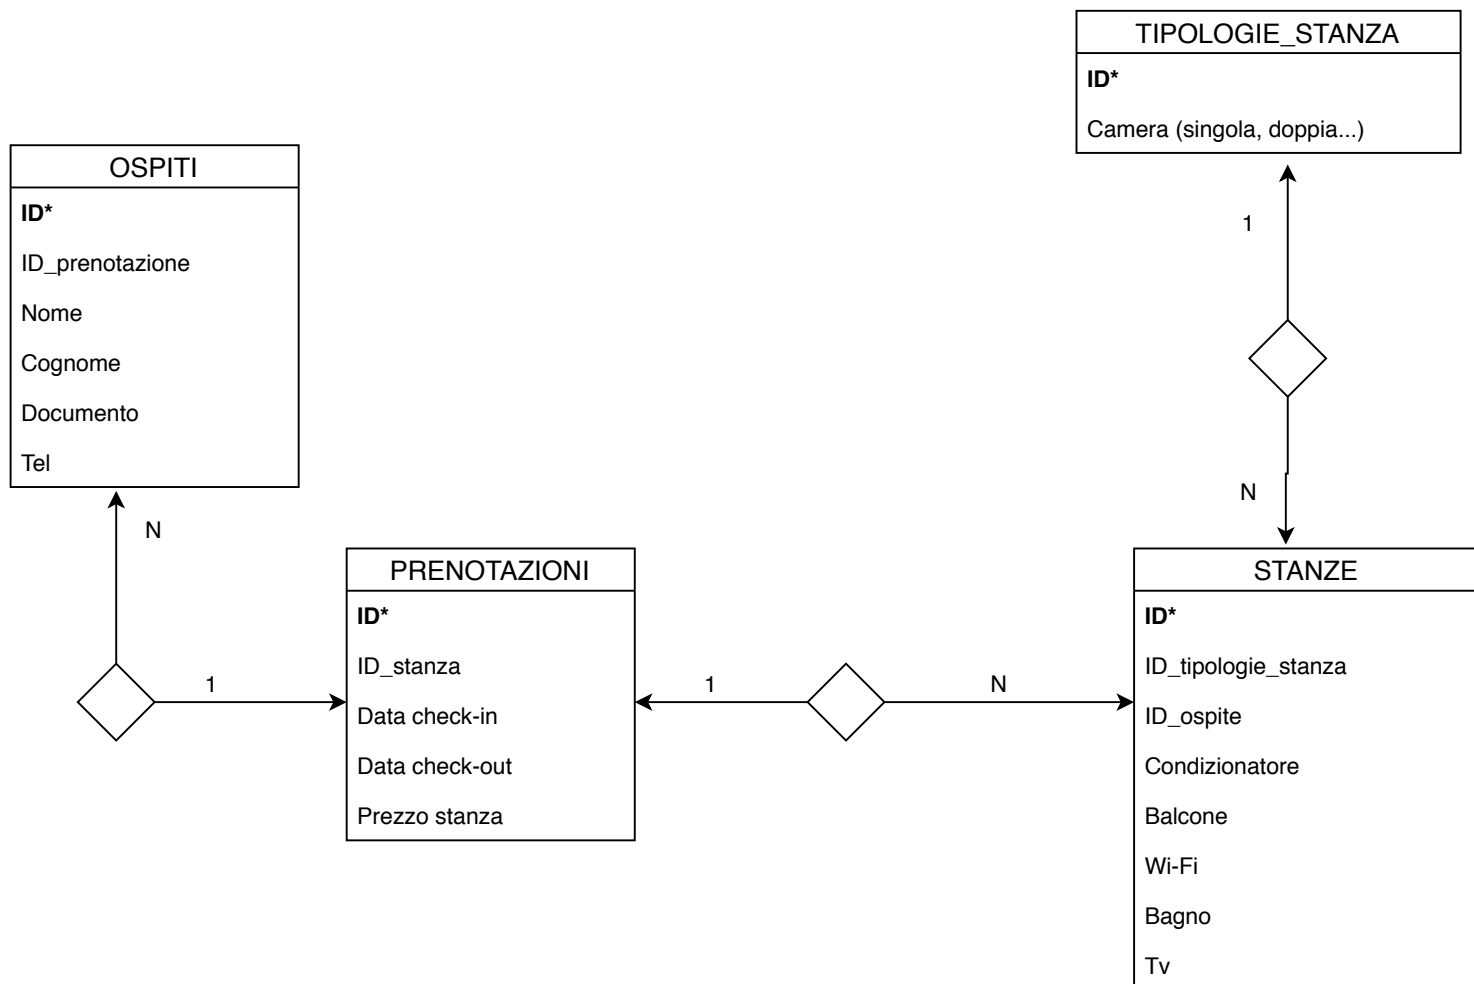 TIPOLOGIE_STANZA
ID*
Camera (singola, doppia...)
OSPITI
ID*
ID_prenotazione
Nome
Cognome
Documento
Tel
1
N
N
PRENOTAZIONI
ID*
ID_stanza
Data check-in
Data check-out
Prezzo stanza
1
1
N
STANZE
ID*
ID_tipologie_stanza
ID_ospite
Condizionatore
Balcone
Wi-Fi
Bagno
Tv